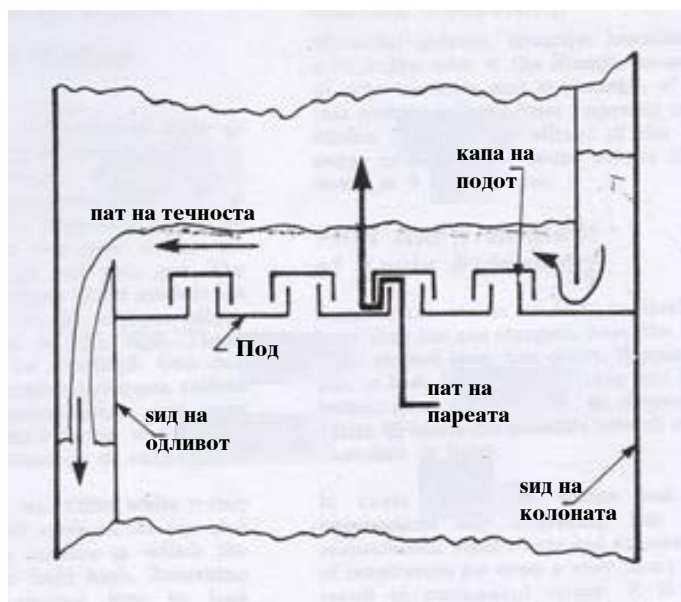 капа на
подот
пат на течноста
Под
пат на
пареата
ѕид на
одливот
ѕид на
колоната